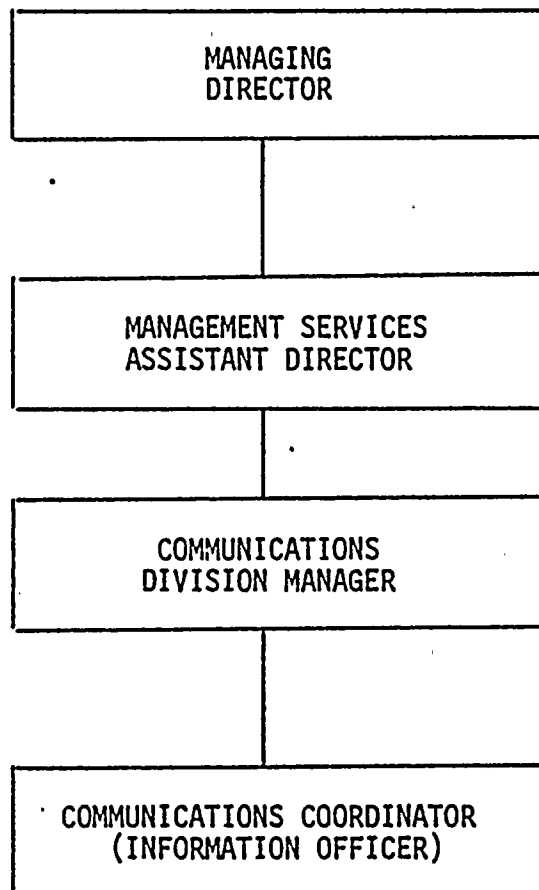 MANAGING
DIRECTOR
MANAGEMENT SERVICES
ASSISTANT DIRECTOR
COMMUNICATIONS
DIVISION MANAGER
COMMUNICATIONS COORDINATOR
(INFORMATION OFFICER)